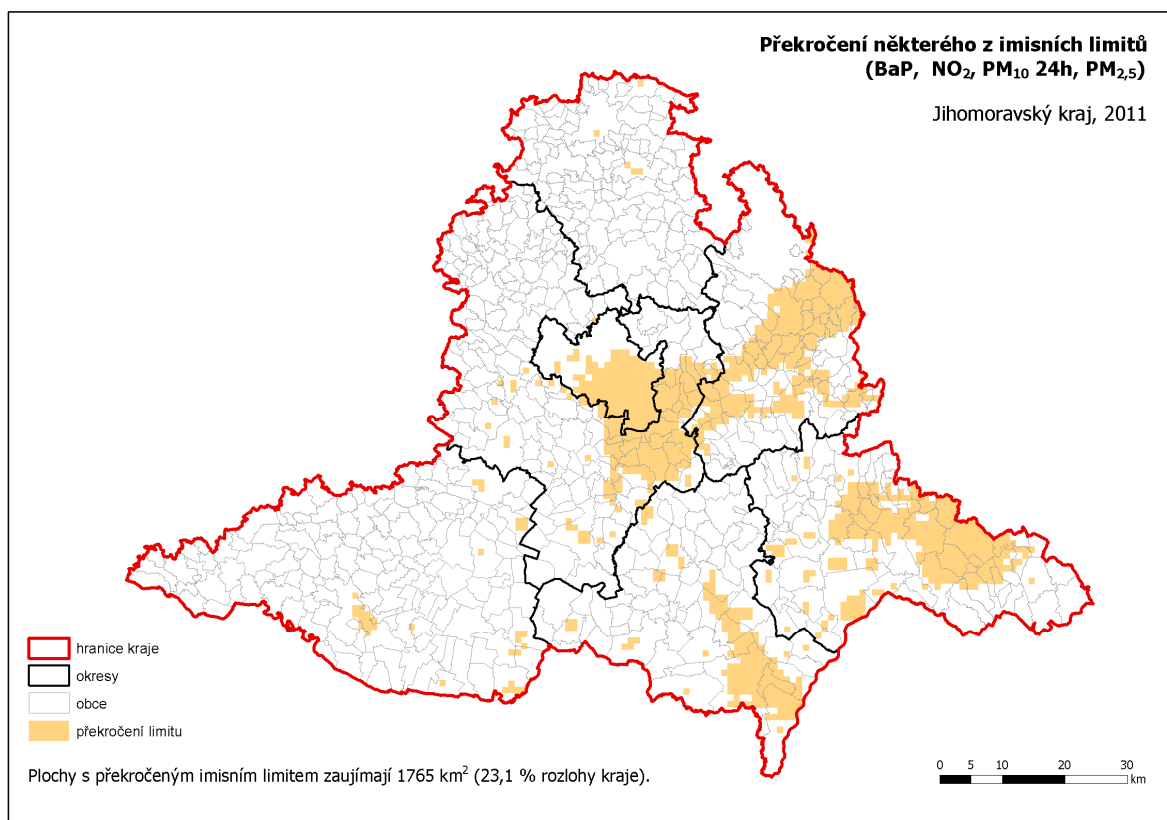 Překročení některého z imisních limitů
(BaP, NO₂, PM₁₀ 24h, PM₂,₅)
Jihomoravský kraj, 2011
hranice kraje
okresy
obce
překročení limitu
Plochy s překročeným imisním limitem zaujímají 1765 km² (23,1 % rozlohy kraje).
0 5 10 20 30
km